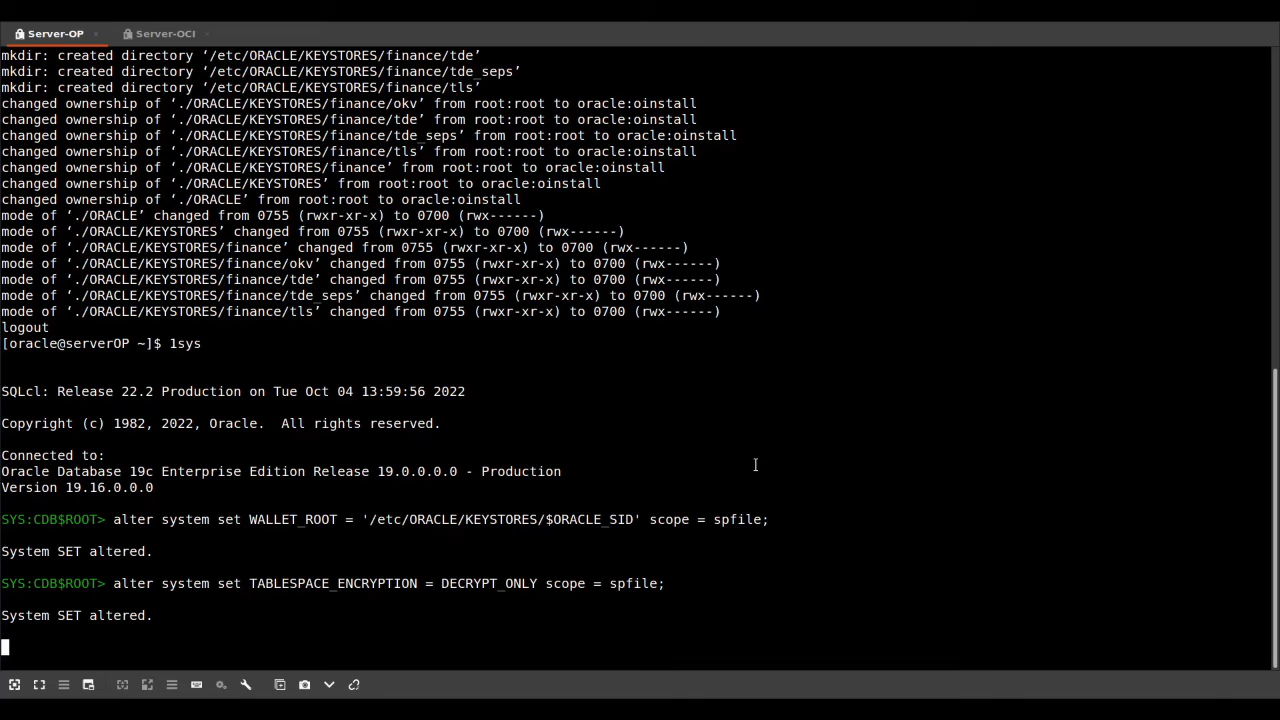 Server-OP × Server-OCI ×
mkdir: created directory ‘/etc/ORACLE/KEYSTORES/finance/tde’
mkdir: created directory ‘/etc/ORACLE/KEYSTORES/finance/tde_seps’
mkdir: created directory ‘/etc/ORACLE/KEYSTORES/finance/tls’
changed ownership of ‘./ORACLE/KEYSTORES/finance/okv’ from root:root to oracle:oinstall
changed ownership of ‘./ORACLE/KEYSTORES/finance/tde’ from root:root to oracle:oinstall
changed ownership of ‘./ORACLE/KEYSTORES/finance/tde_seps’ from root:root to oracle:oinstall
changed ownership of ‘./ORACLE/KEYSTORES/finance/tls’ from root:root to oracle:oinstall
changed ownership of ‘./ORACLE/KEYSTORES/finance’ from root:root to oracle:oinstall
changed ownership of ‘./ORACLE/KEYSTORES’ from root:root to oracle:oinstall
changed ownership of ‘./ORACLE’ from root:root to oracle:oinstall
mode of ‘./ORACLE’ changed from 0755 (rwxr-xr-x) to 0700 (rwx------)
mode of ‘./ORACLE/KEYSTORES’ changed from 0755 (rwxr-xr-x) to 0700 (rwx------)
mode of ‘./ORACLE/KEYSTORES/finance’ changed from 0755 (rwxr-xr-x) to 0700 (rwx------)
mode of ‘./ORACLE/KEYSTORES/finance/okv’ changed from 0755 (rwxr-xr-x) to 0700 (rwx------)
mode of ‘./ORACLE/KEYSTORES/finance/tde’ changed from 0755 (rwxr-xr-x) to 0700 (rwx------)
mode of ‘./ORACLE/KEYSTORES/finance/tde_seps’ changed from 0755 (rwxr-xr-x) to 0700 (rwx------)
mode of ‘./ORACLE/KEYSTORES/finance/tls’ changed from 0755 (rwxr-xr-x) to 0700 (rwx------)
logout
[oracle@serverOP ~]$ 1sys
SQLcl: Release 22.2 Production on Tue Oct 04 13:59:56 2022
Copyright (c) 1982, 2022, Oracle.  All rights reserved.
Connected to:
Oracle Database 19c Enterprise Edition Release 19.0.0.0.0 - Production
Version 19.16.0.0.0
SYS:CDB$ROOT> alter system set WALLET_ROOT = '/etc/ORACLE/KEYSTORES/$ORACLE_SID' scope = spfile;
System SET altered.
SYS:CDB$ROOT> alter system set TABLESPACE_ENCRYPTION = DECRYPT_ONLY scope = spfile;
System SET altered.